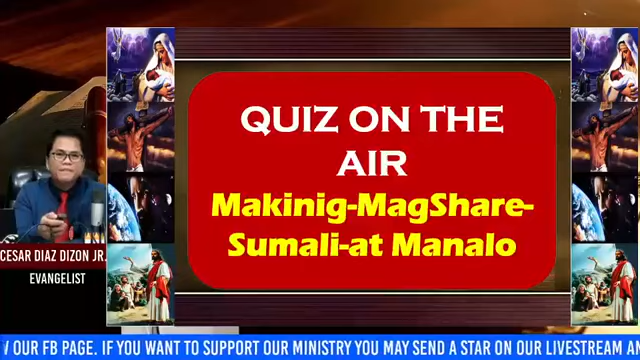 QUIZ ON THE
AIR
Makinig-MagShare-
Sumali-at Manalo
CESAR DIAZ DIZON JR.
EVANGELIST
OUR FB PAGE. IF YOU WANT TO SUPPORT OUR MINISTRY YOU MAY SEND A STAR ON OUR LIVESTREAM